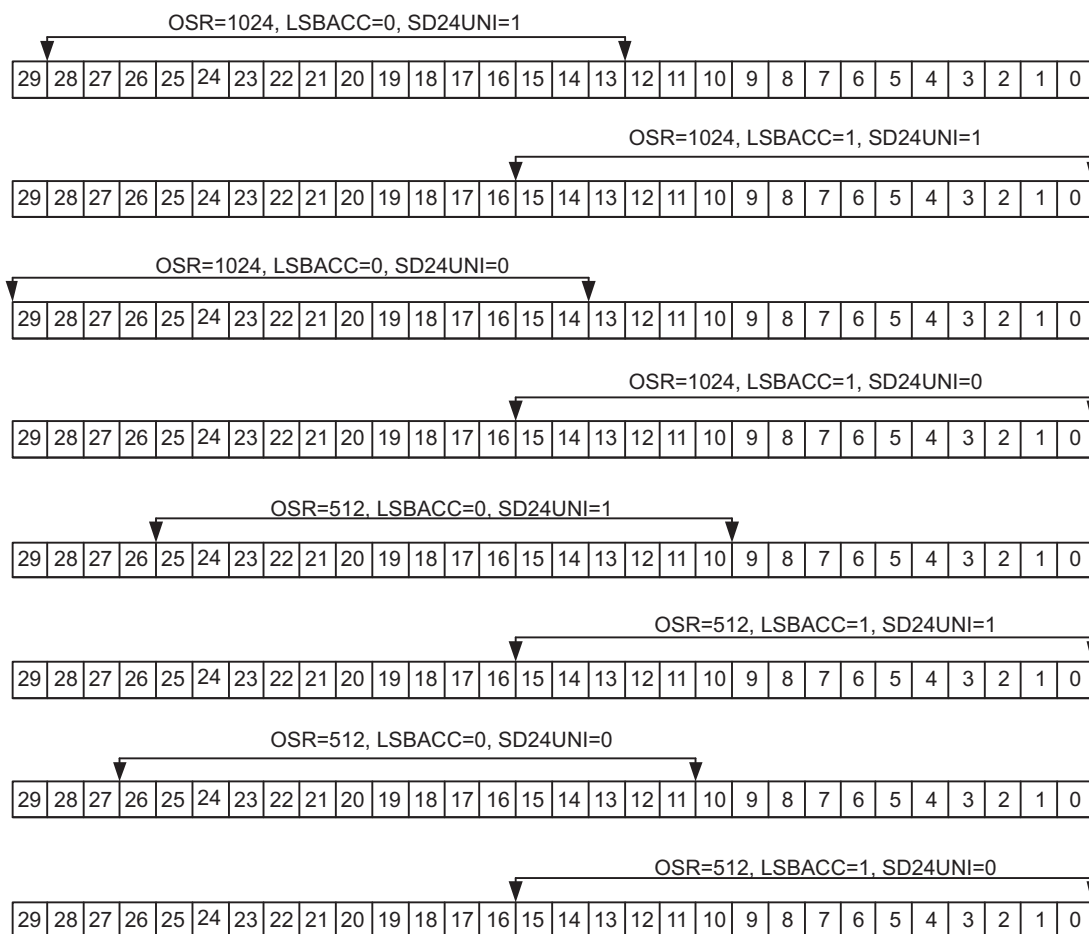 OSR=1024, LSBACC=0, SD24UNI=1
29 28 27 26 25 24 23 22 21 20 19 18 17 16 15 14 13 12 11 10 9 8 7 6 5 4 3 2 1 0
OSR=1024, LSBACC=1, SD24UNI=1
29 28 27 26 25 24 23 22 21 20 19 18 17 16 15 14 13 12 11 10 9 8 7 6 5 4 3 2 1 0
OSR=1024, LSBACC=0, SD24UNI=0
29 28 27 26 25 24 23 22 21 20 19 18 17 16 15 14 13 12 11 10 9 8 7 6 5 4 3 2 1 0
OSR=1024, LSBACC=1, SD24UNI=0
29 28 27 26 25 24 23 22 21 20 19 18 17 16 15 14 13 12 11 10 9 8 7 6 5 4 3 2 1 0
OSR=512, LSBACC=0, SD24UNI=1
29 28 27 26 25 24 23 22 21 20 19 18 17 16 15 14 13 12 11 10 9 8 7 6 5 4 3 2 1 0
OSR=512, LSBACC=1, SD24UNI=1
29 28 27 26 25 24 23 22 21 20 19 18 17 16 15 14 13 12 11 10 9 8 7 6 5 4 3 2 1 0
OSR=512, LSBACC=0, SD24UNI=0
29 28 27 26 25 24 23 22 21 20 19 18 17 16 15 14 13 12 11 10 9 8 7 6 5 4 3 2 1 0
OSR=512, LSBACC=1, SD24UNI=0
29 28 27 26 25 24 23 22 21 20 19 18 17 16 15 14 13 12 11 10 9 8 7 6 5 4 3 2 1 0